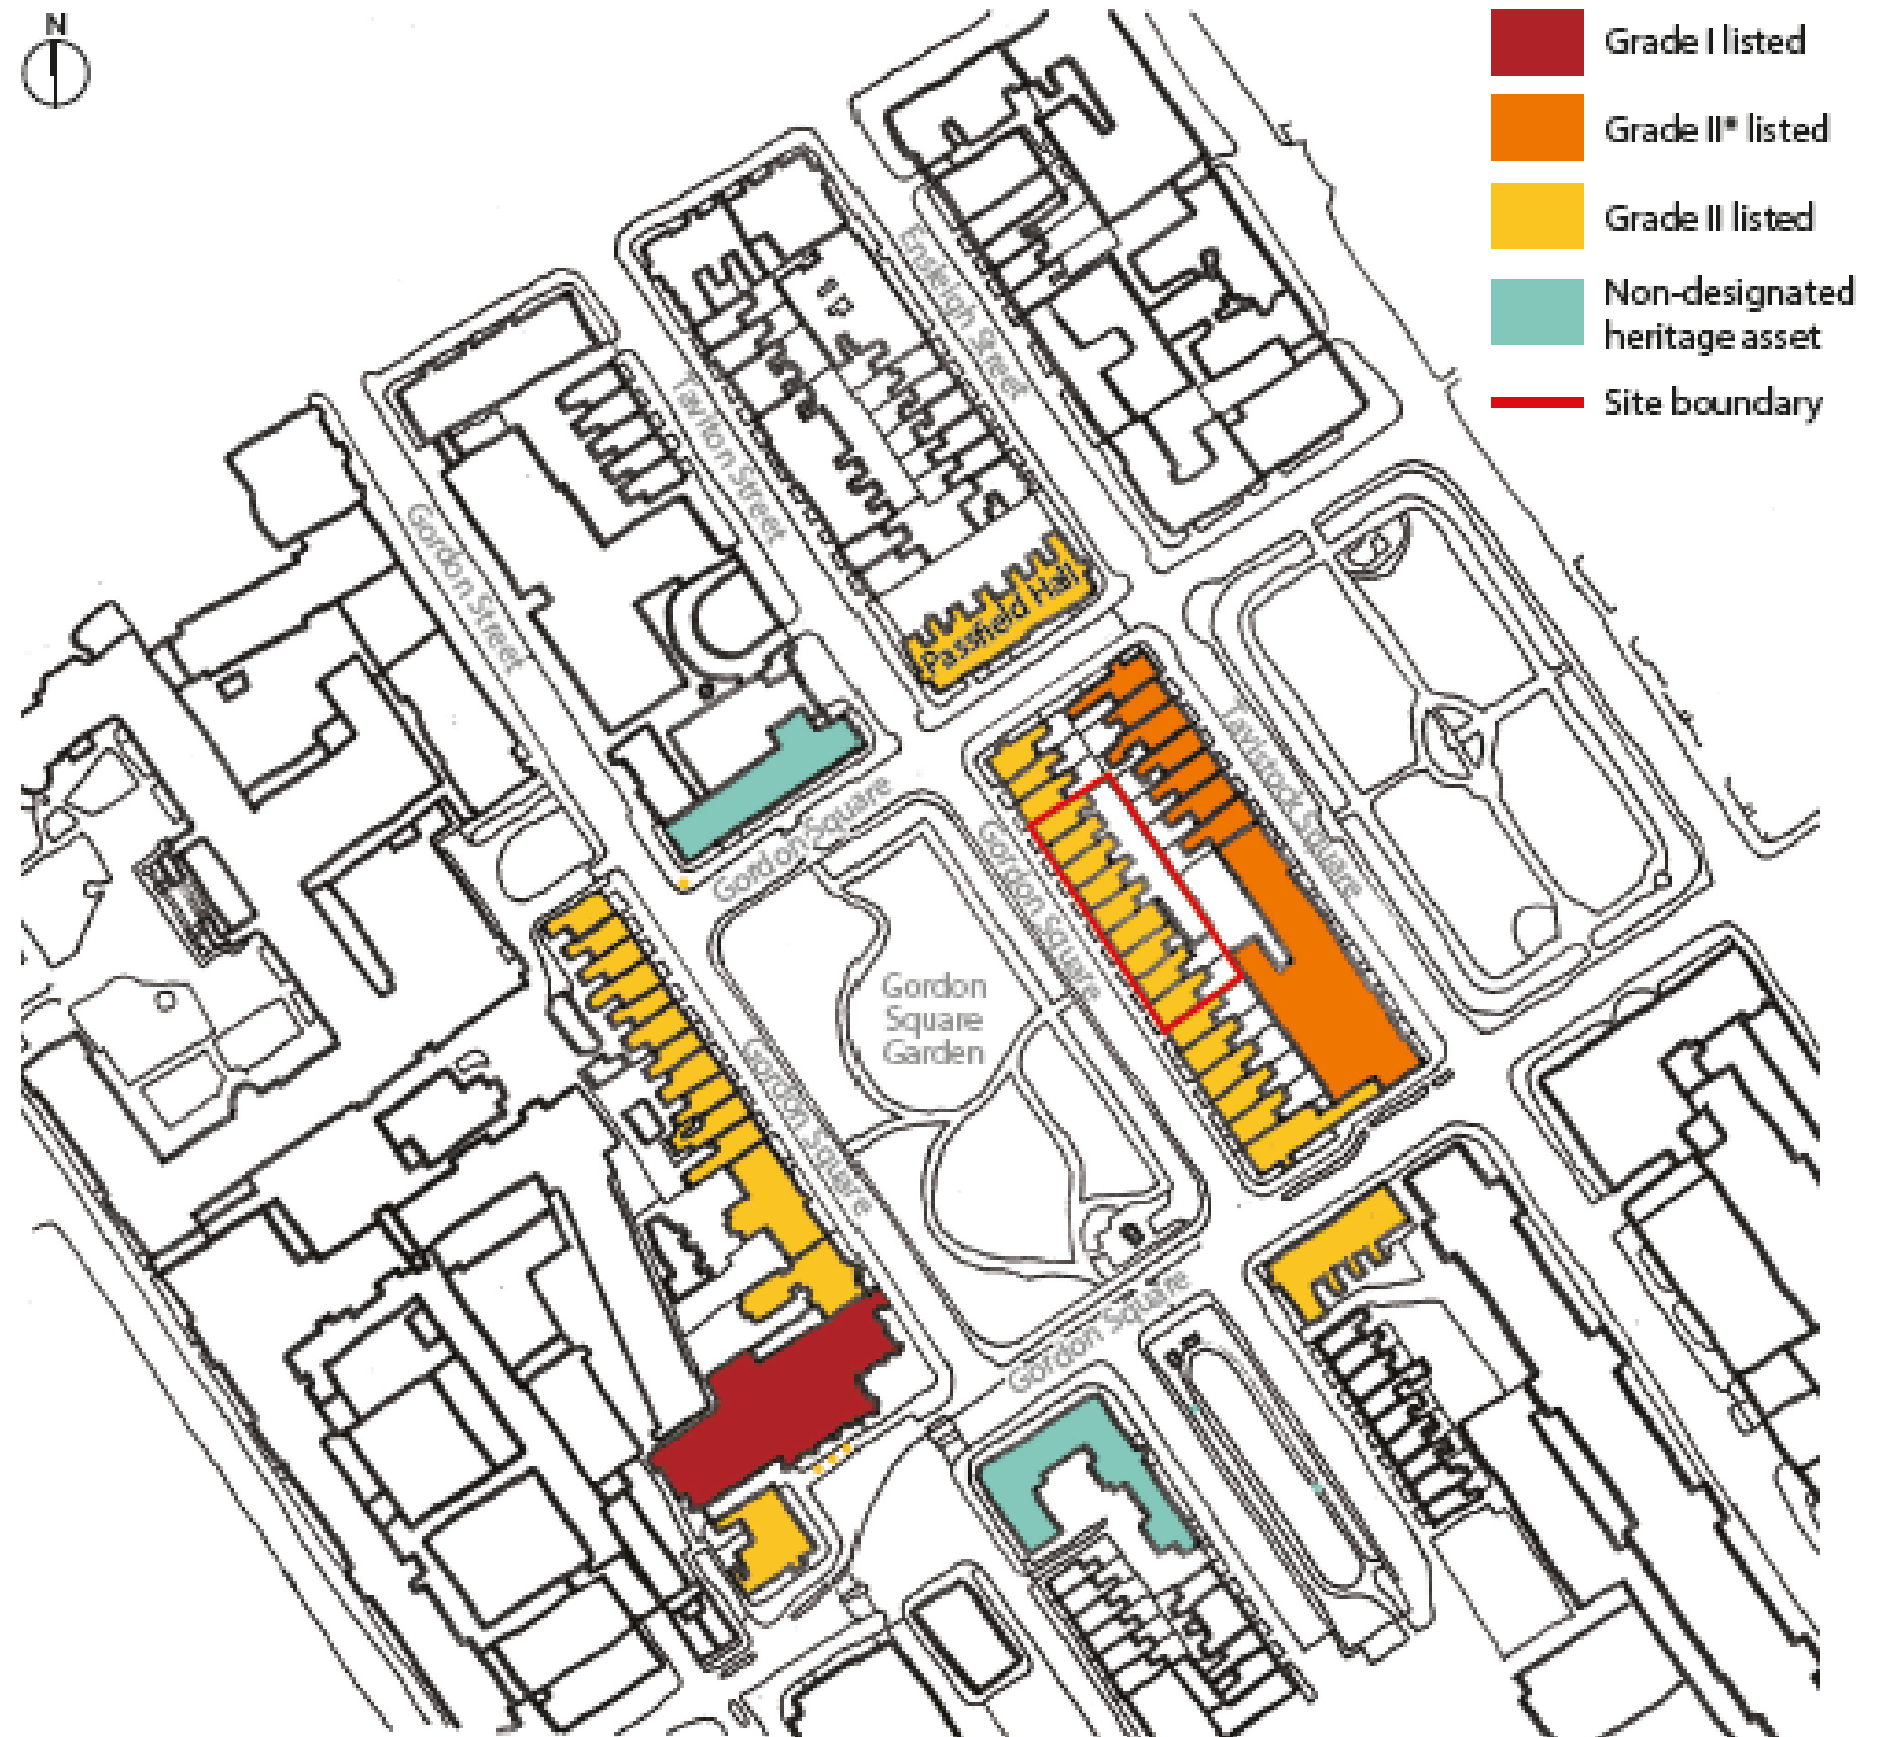 N
Grade I listed
Grade II* listed
Grade II listed
Non-designated
heritage asset
Site boundary
Endsleigh Street
Taviton Street
Gordon Street
Passfield Hall
Tavistock Square
Gordon Square
Gordon Square
Gordon
Square
Garden
Gordon Square
Gordon Square